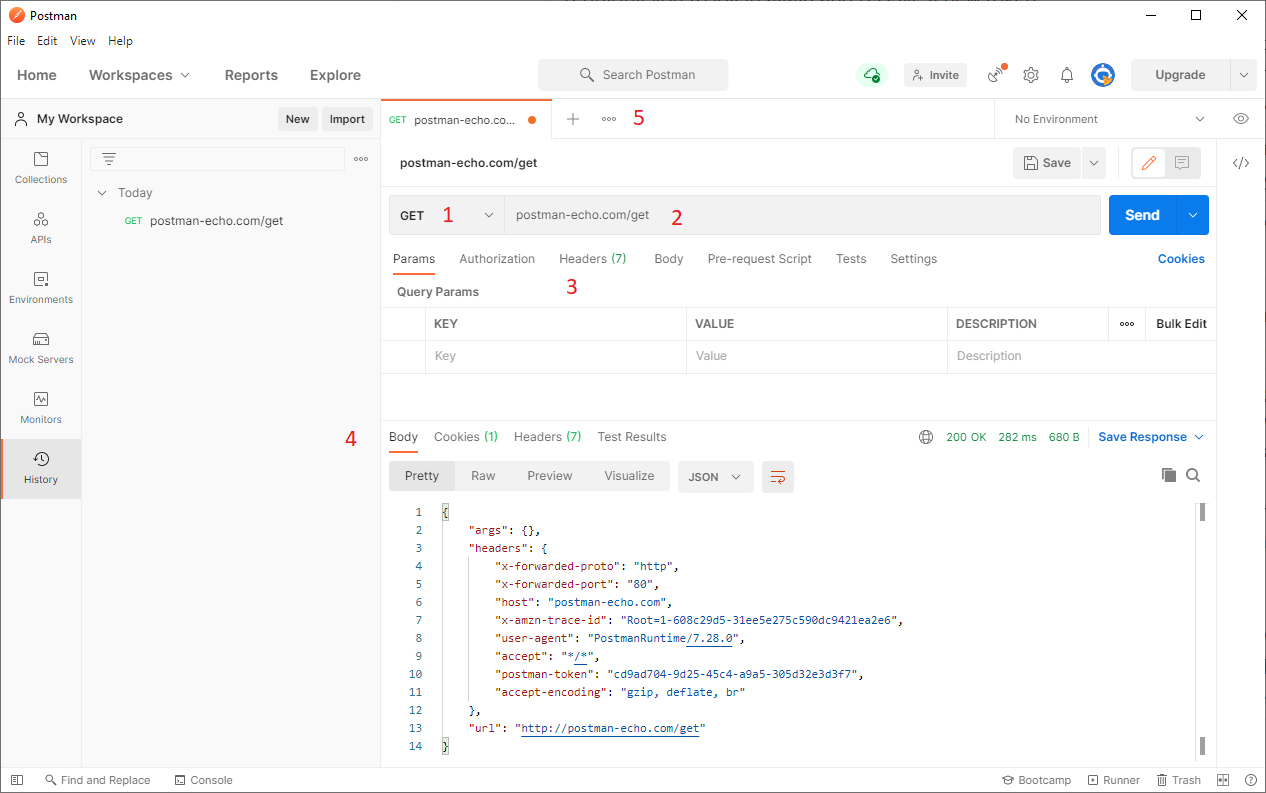 Postman
File Edit View Help
Home Workspaces Reports Explore Search Postman Invite Upgrade
My Workspace New Import GET postman-echo.co... 5 No Environment
Collections
APIs
Environments
Mock Servers
Monitors
History
Today
GET postman-echo.com/get
4
postman-echo.com/get Save
GET 1 postman-echo.com/get 2 Send
Params Authorization Headers (7) Body Pre-request Script Tests Settings Cookies
3
Query Params
KEY VALUE DESCRIPTION Bulk Edit
Key Value Description
Body Cookies (1) Headers (7) Test Results 200 OK 282 ms 680 B Save Response
Pretty Raw Preview Visualize JSON
1 {
2 "args": {},
3 "headers": {
4 "x-forwarded-proto": "http",
5 "x-forwarded-port": "80",
6 "host": "postman-echo.com",
7 "x-amzn-trace-id": "Root=1-608c29d5-31ee5e275c590dc9421ea2e6",
8 "user-agent": "PostmanRuntime/7.28.0",
9 "accept": "*/*",
10 "postman-token": "cd9ad704-9d25-45c4-a9a5-305d32e3d3f7",
11 "accept-encoding": "gzip, deflate, br"
12 },
13 "url": "http://postman-echo.com/get"
14 }
Find and Replace Console Bootcamp Runner Trash